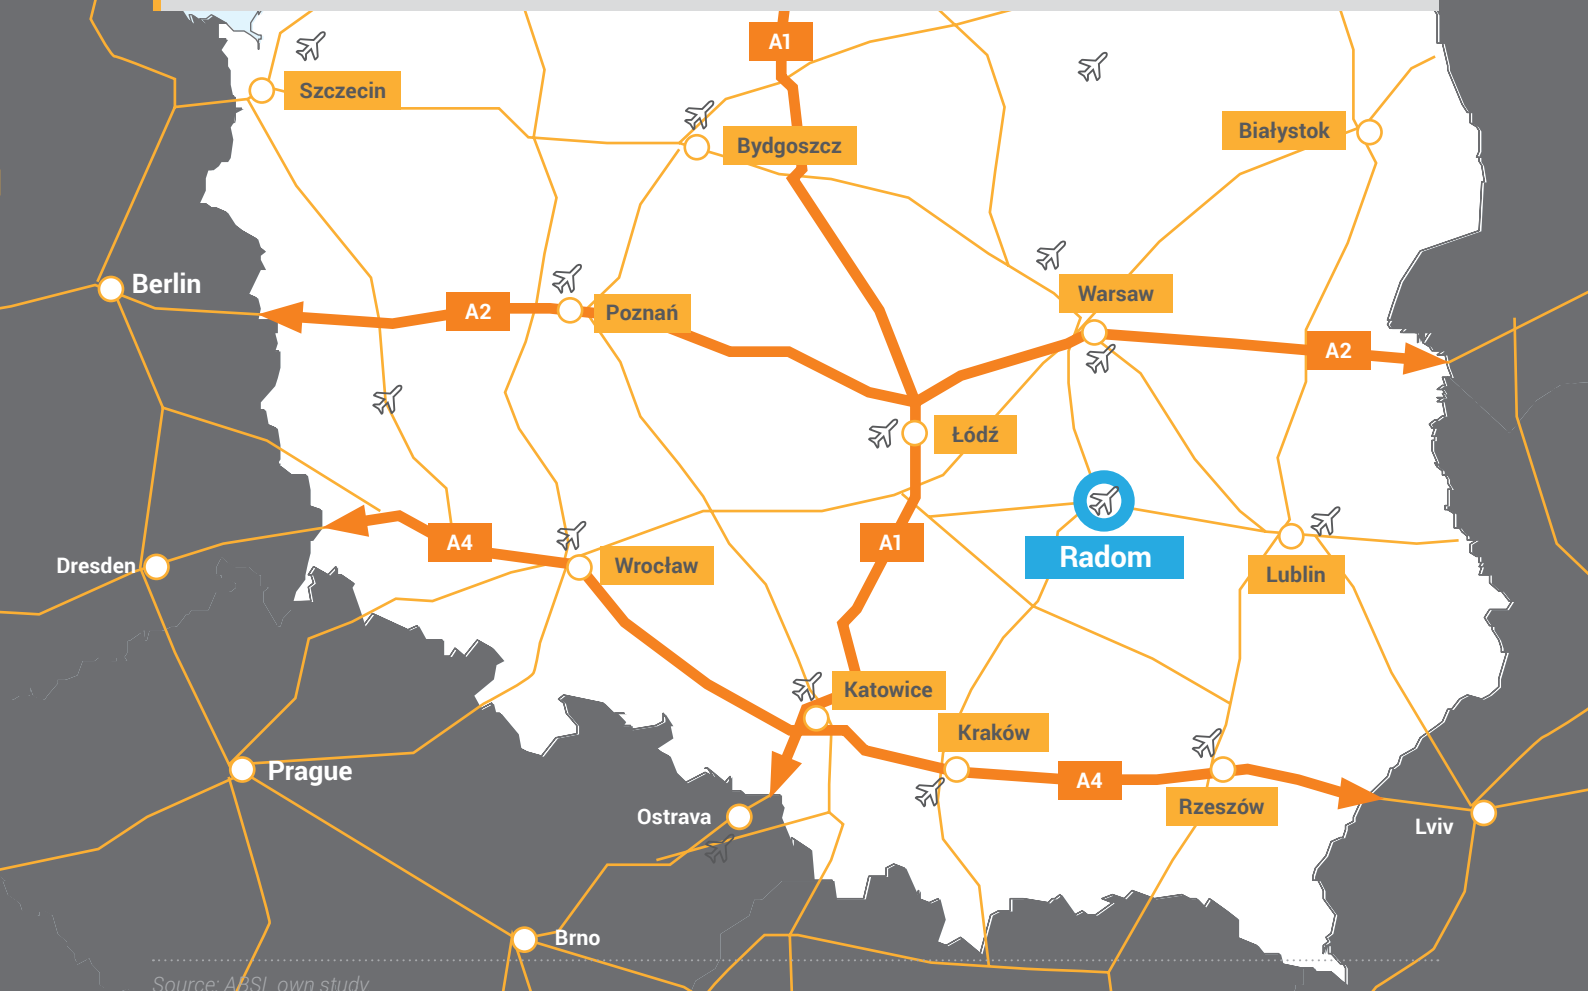 A1
Szczecin
Białystok
Bydgoszcz
Berlin
Warsaw
A2
Poznań
A2
Łódź
A4
A1
Radom
Dresden
Wrocław
Lublin
Katowice
Kraków
Prague
A4
Rzeszów
Ostrava
Lviv
Brno
Source: ABSL own study